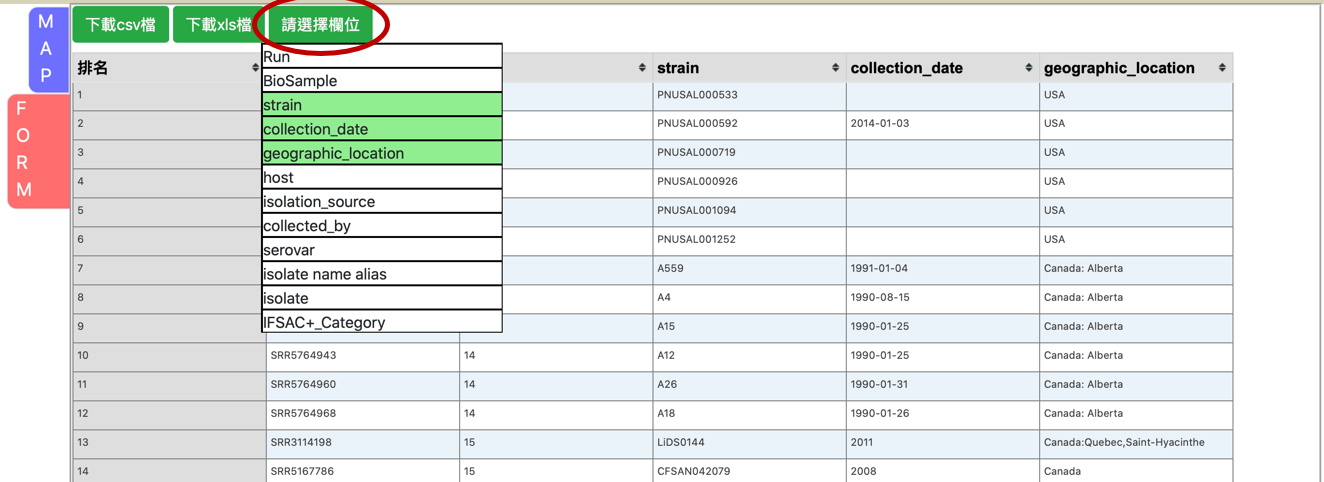 MAP
FORM
下載csv檔 下載xls檔 請選擇欄位
Run
BioSample
strain
collection_date
geographic_location
host
isolation_source
collected_by
serovar
isolate name alias
isolate
IFSAC+_Category
排名 strain collection_date geographic_location
1 PNUSAL000533 USA
2 PNUSAL000592 2014-01-03 USA
3 PNUSAL000719 USA
4 PNUSAL000926 USA
5 PNUSAL001094 USA
6 PNUSAL001252 USA
7 A559 1991-01-04 Canada: Alberta
8 A4 1990-08-15 Canada: Alberta
9 A15 1990-01-25 Canada: Alberta
10 SRR5764943 14 A12 1990-01-25 Canada: Alberta
11 SRR5764960 14 A26 1990-01-31 Canada: Alberta
12 SRR5764968 14 A18 1990-01-26 Canada: Alberta
13 SRR3114198 15 LiDS0144 2011 Canada:Quebec,Saint-Hyacinthe
14 SRR5167786 15 CFSAN042079 2008 Canada